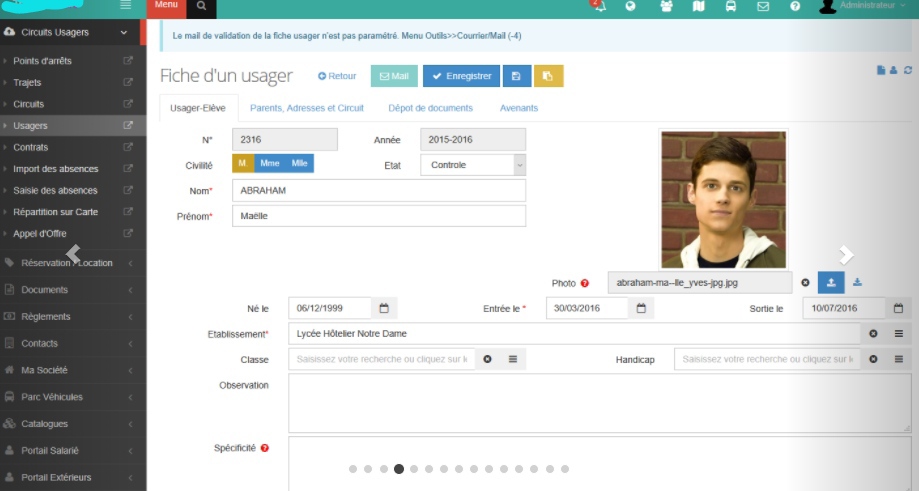 Menu
2
Administrateur
Circuits Usagers
Le mail de validation de la fiche usager n'est pas paramétré. Menu Outils>>Courrier/Mail (-4)
Points d'arrêts
Trajets
Circuits
Usagers
Contrats
Import des absences
Saisie des absences
Répartition sur Carte
Appel d'Offre
Réservation / Location
Documents
Règlements
Contacts
Ma Société
Parc Véhicules
Catalogues
Portail Salarié
Portail Extérieurs
Fiche d'un usager Retour Mail Enregistrer
Usager-Elève Parents, Adresses et Circuit Dépôt de documents Avenants
N° 2316 Année 2015-2016
Civilité M. Mme Mlle Etat Controle
Nom* ABRAHAM
Prénom* Maëlle
Photo ? abraham-ma--lle_yves-jpg.jpg
Né le 06/12/1999 Entrée le * 30/03/2016 Sortie le 10/07/2016
Etablissement* Lycée Hôtelier Notre Dame
Classe Saisissez votre recherche ou cliquez sur Handicap Saisissez votre recherche ou cliquez sur
Observation
Spécificité ?